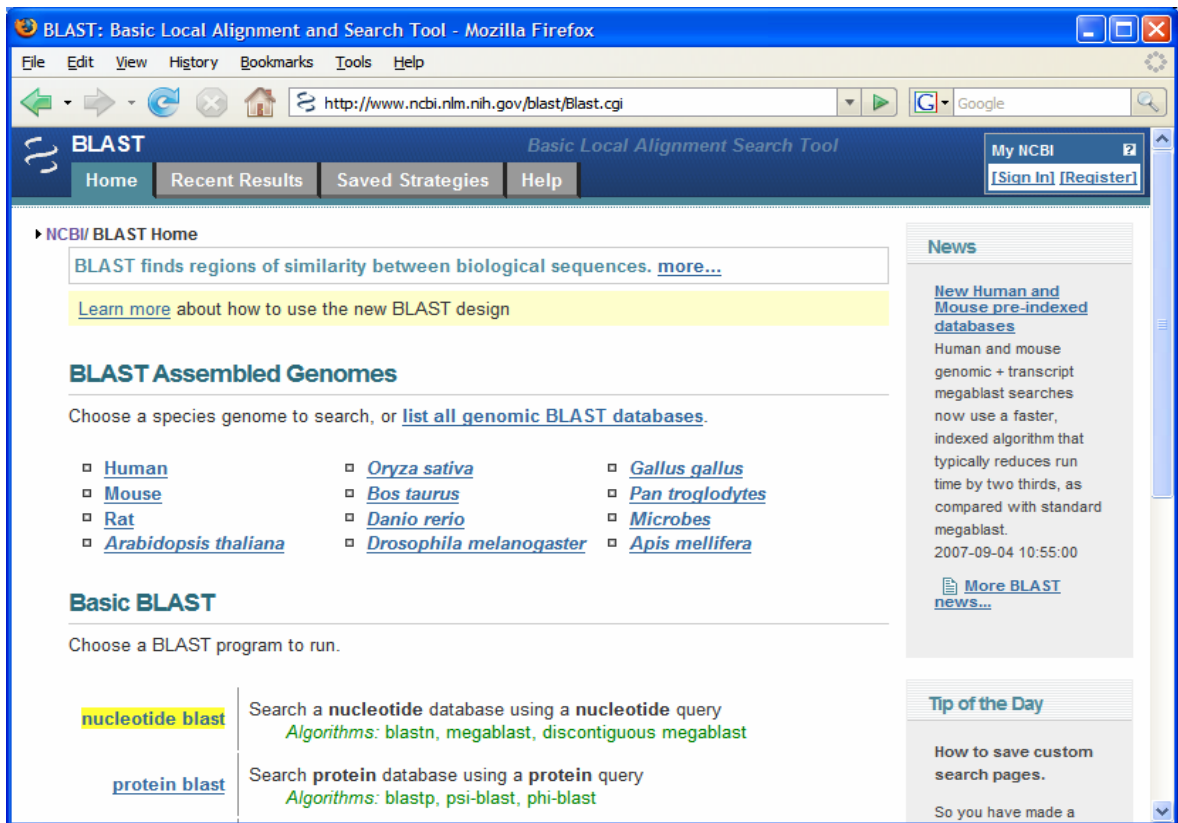 BLAST: Basic Local Alignment and Search Tool - Mozilla Firefox
File Edit View History Bookmarks Tools Help
http://www.ncbi.nlm.nih.gov/blast/Blast.cgi
G Google
BLAST
Basic Local Alignment Search Tool
Home Recent Results Saved Strategies Help
My NCBI ?
[Sign In] [Register]
NCBI/ BLAST Home
BLAST finds regions of similarity between biological sequences. more...
Learn more about how to use the new BLAST design
BLAST Assembled Genomes
Choose a species genome to search, or list all genomic BLAST databases.
Human
Mouse
Rat
Arabidopsis thaliana
Oryza sativa
Bos taurus
Danio rerio
Drosophila melanogaster
Gallus gallus
Pan troglodytes
Microbes
Apis mellifera
Basic BLAST
Choose a BLAST program to run.
nucleotide blast
Search a nucleotide database using a nucleotide query
Algorithms: blastn, megablast, discontiguous megablast
protein blast
Search protein database using a protein query
Algorithms: blastp, psi-blast, phi-blast
News
New Human and
Mouse pre-indexed
databases
Human and mouse
genomic + transcript
megablast searches
now use a faster,
indexed algorithm that
typically reduces run
time by two thirds, as
compared with standard
megablast.
2007-09-04 10:55:00
More BLAST
news...
Tip of the Day
How to save custom
search pages.
So you have made a